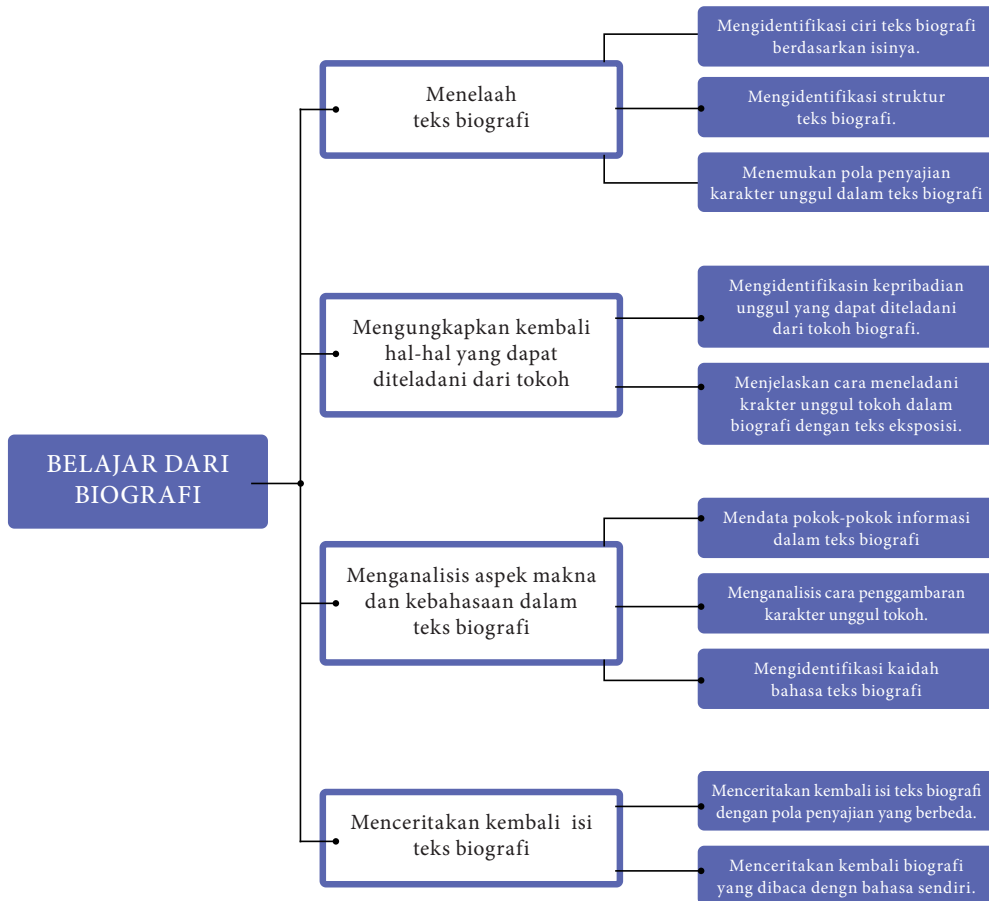 BELAJAR DARI
BIOGRAFI
Menelaah
teks biografi
Mengidentifikasi ciri teks biografi
berdasarkan isinya.
Mengidentifikasi struktur
teks biografi.
Menemukan pola penyajian
karakter unggul dalam teks biografi
Mengungkapkan kembali
hal-hal yang dapat
diteladani dari tokoh
Mengidentifikasin kepribadian
unggul yang dapat diteladani
dari tokoh biografi.
Menjelaskan cara meneladani
krakter unggul tokoh dalam
biografi dengan teks eksposisi.
Menganalisis aspek makna
dan kebahasaan dalam
teks biografi
Mendata pokok-pokok informasi
dalam teks biografi
Menganalisis cara penggambaran
karakter unggul tokoh.
Mengidentifikasi kaidah
bahasa teks biografi
Menceritakan kembali isi
teks biografi
Menceritakan kembali isi teks biografi
dengan pola penyajian yang berbeda.
Menceritakan kembali biografi
yang dibaca dengn bahasa sendiri.